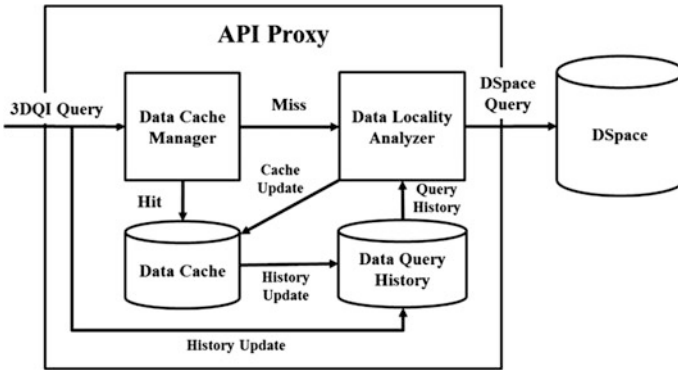 API Proxy
3DQI Query
Data Cache
Manager
Miss
Data Locality
Analyzer
DSpace
Query
DSpace
Hit
Cache
Update
Query
History
Data Cache
History
Update
Data Query
History
History Update